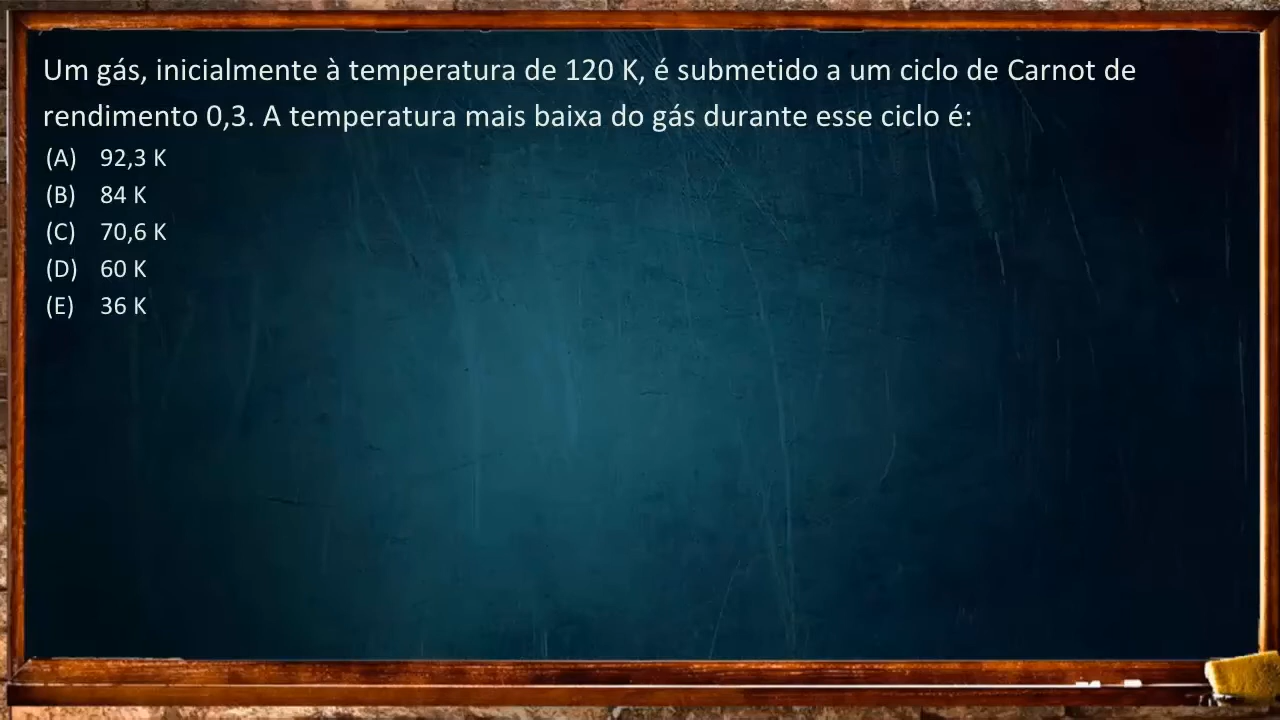 Um gás, inicialmente à temperatura de 120 K, é submetido a um ciclo de Carnot de
rendimento 0,3. A temperatura mais baixa do gás durante esse ciclo é:
(A) 92,3 K
(B) 84 K
(C) 70,6 K
(D) 60 K
(E) 36 K